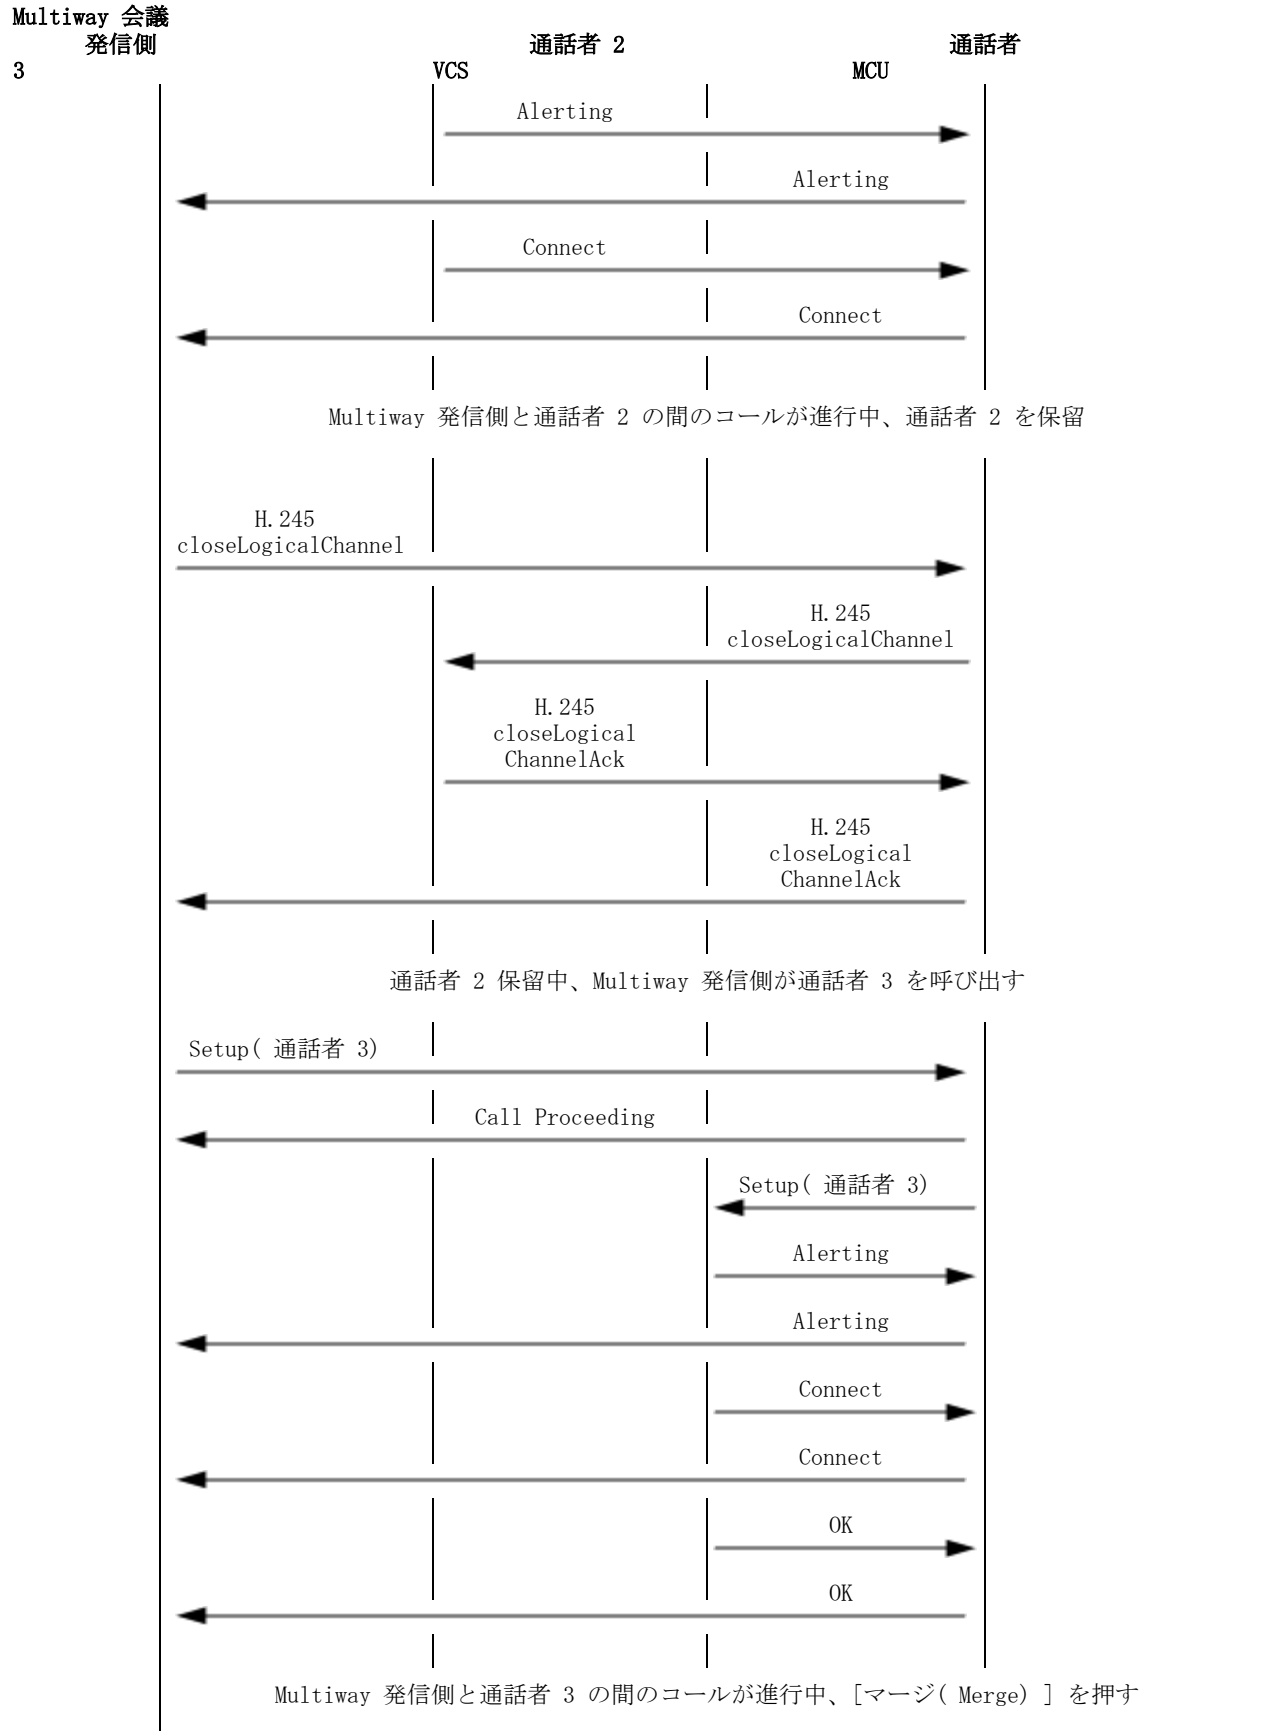 Multiway 会議
発信側 通話者 2 通話者
3 VCS MCU
Alerting
Alerting
Connect
Connect
Multiway 発信側と通話者 2 の間のコールが進行中、通話者 2 を保留
H.245
closeLogicalChannel
H.245
closeLogicalChannel
H.245
closeLogical
ChannelAck
H.245
closeLogical
ChannelAck
通話者 2 保留中、Multiway 発信側が通話者 3 を呼び出す
Setup( 通話者 3)
Call Proceeding
Setup( 通話者 3)
Alerting
Alerting
Connect
Connect
OK
OK
Multiway 発信側と通話者 3 の間のコールが進行中、[マージ( Merge) ] を押す